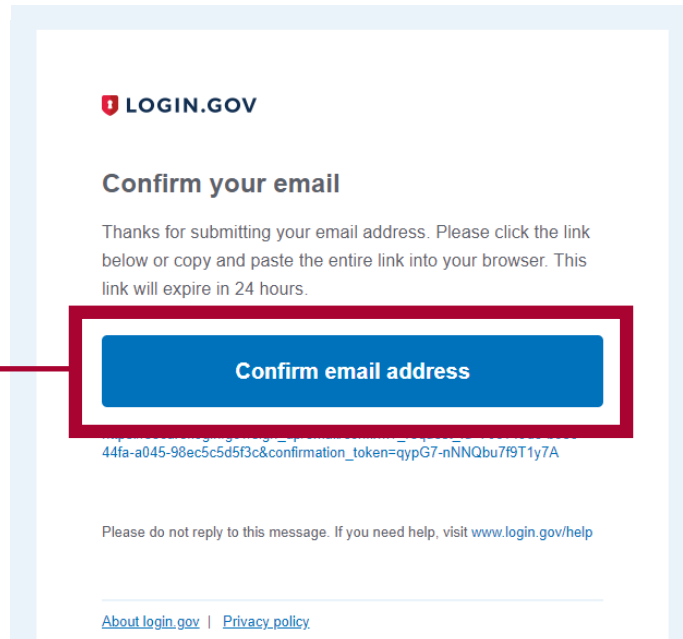 LOGIN.GOV
Confirm your email
Thanks for submitting your email address. Please click the link
below or copy and paste the entire link into your browser. This
link will expire in 24 hours.
Confirm email address
44fa-a045-98ec5c5d5f3c&confirmation_token=qypG7-nNNQbu7f9T1y7A
Please do not reply to this message. If you need help, visit www.login.gov/help
About login.gov | Privacy policy